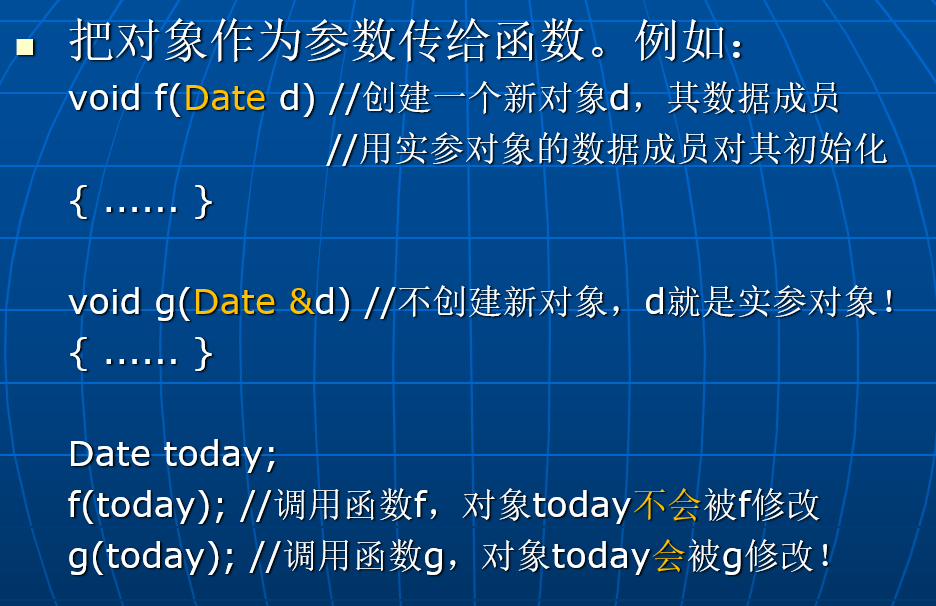 把对象作为参数传给函数。例如：
void f(Date d) //创建一个新对象d，其数据成员
//用实参对象的数据成员对其初始化
{ ...... }
void g(Date &d) //不创建新对象，d就是实参对象！
{ ...... }
Date today;
f(today); //调用函数f，对象today不会被f修改
g(today); //调用函数g，对象today会被g修改！